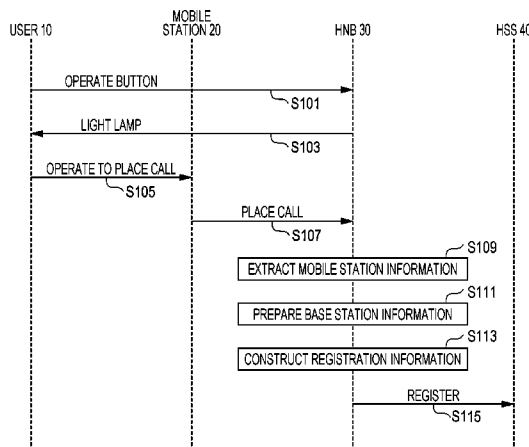 USER 10
MOBILE
STATION 20
HNB 30
HSS 40
OPERATE BUTTON
S101
LIGHT LAMP
S103
OPERATE TO PLACE CALL
S105
PLACE CALL
S107
S109
EXTRACT MOBILE STATION INFORMATION
S111
PREPARE BASE STATION INFORMATION
S113
CONSTRUCT REGISTRATION INFORMATION
REGISTER
S115